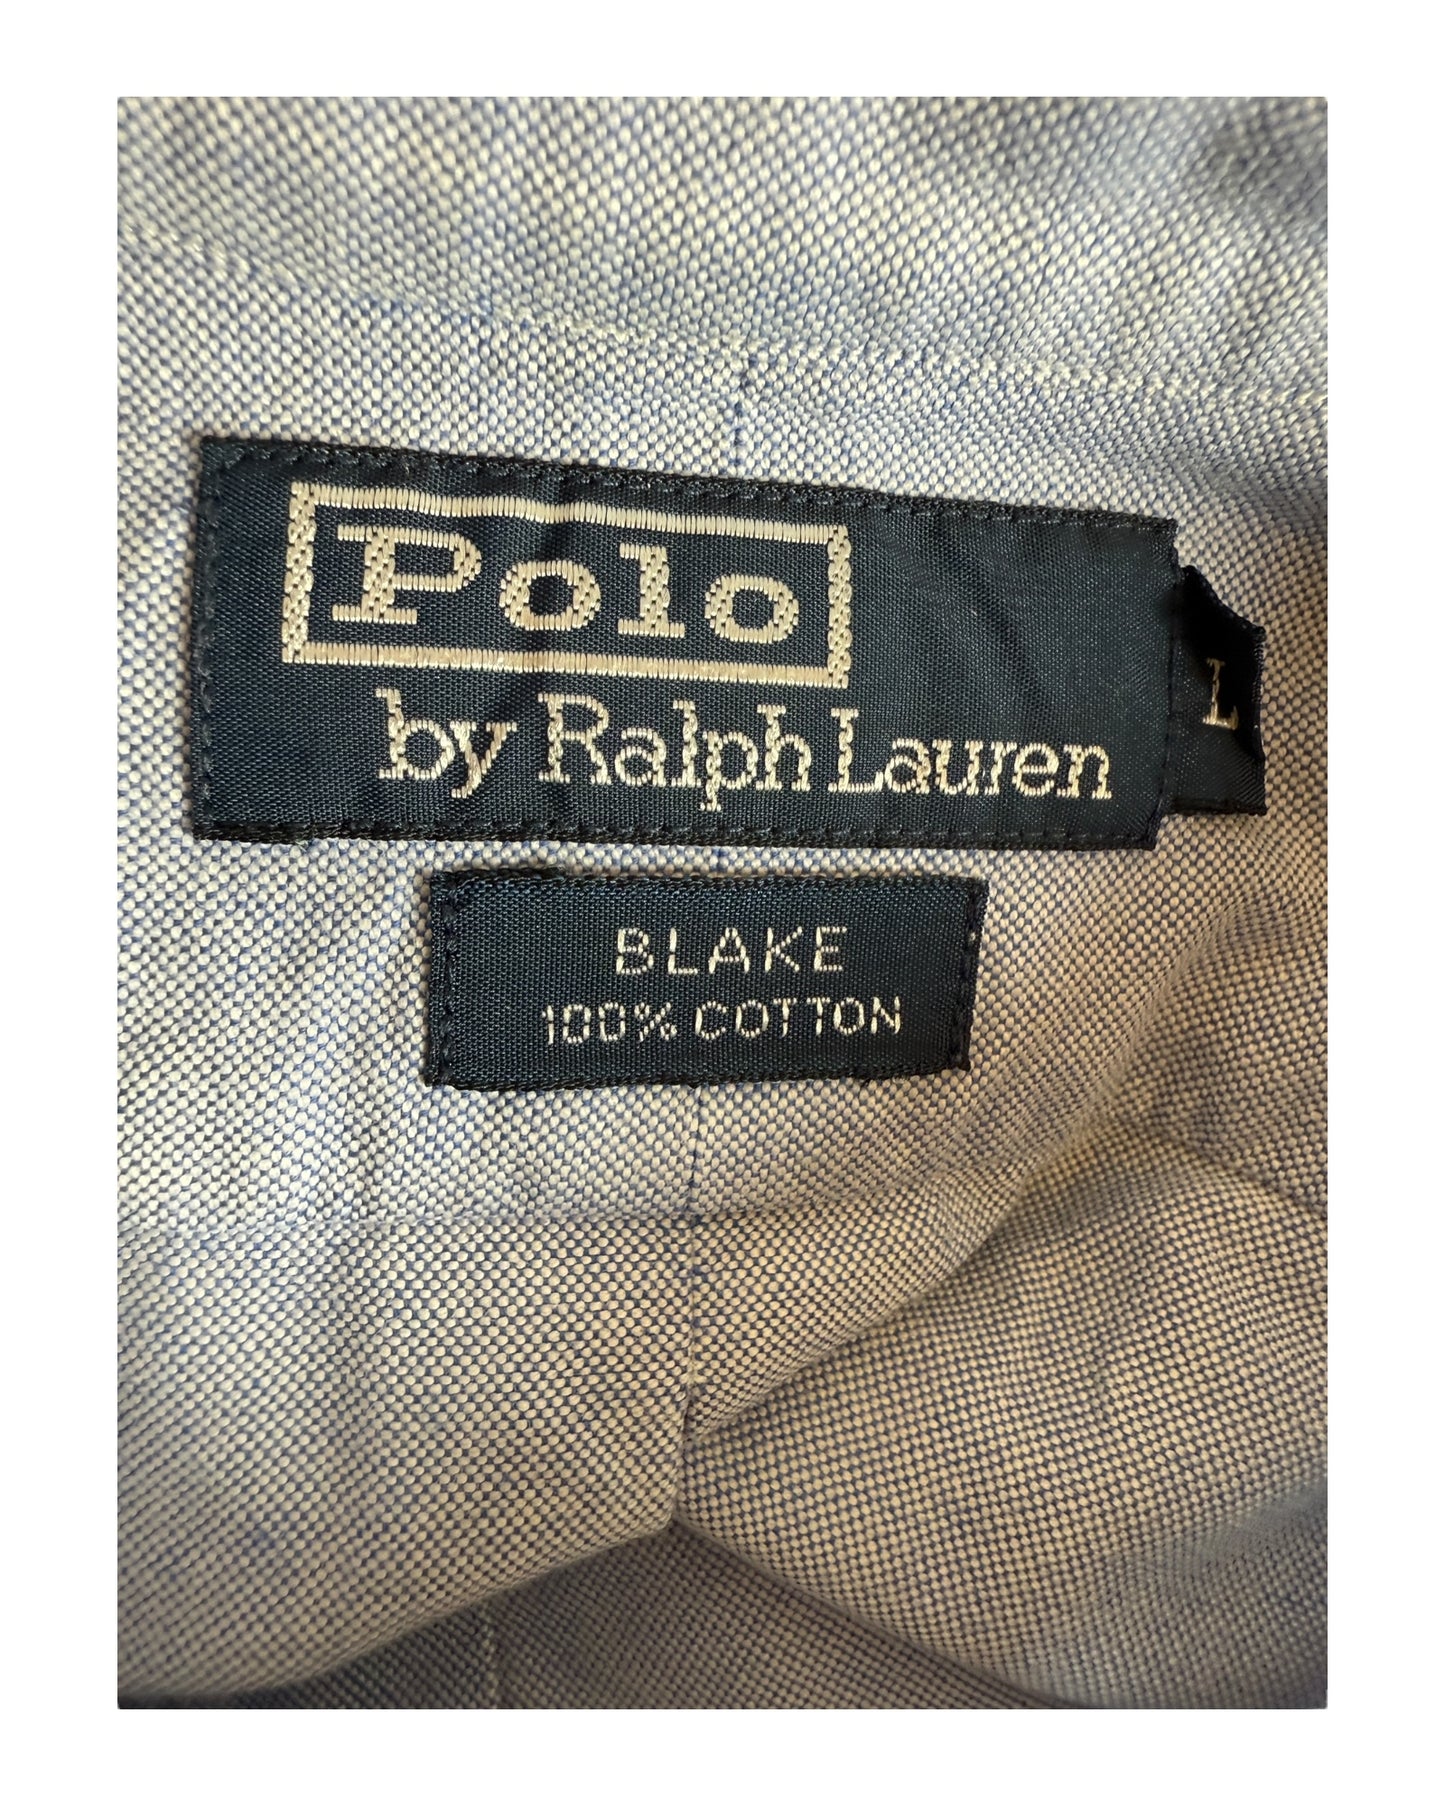 Polo
by Ralph Lauren
L
BLAKE
100% COTTON